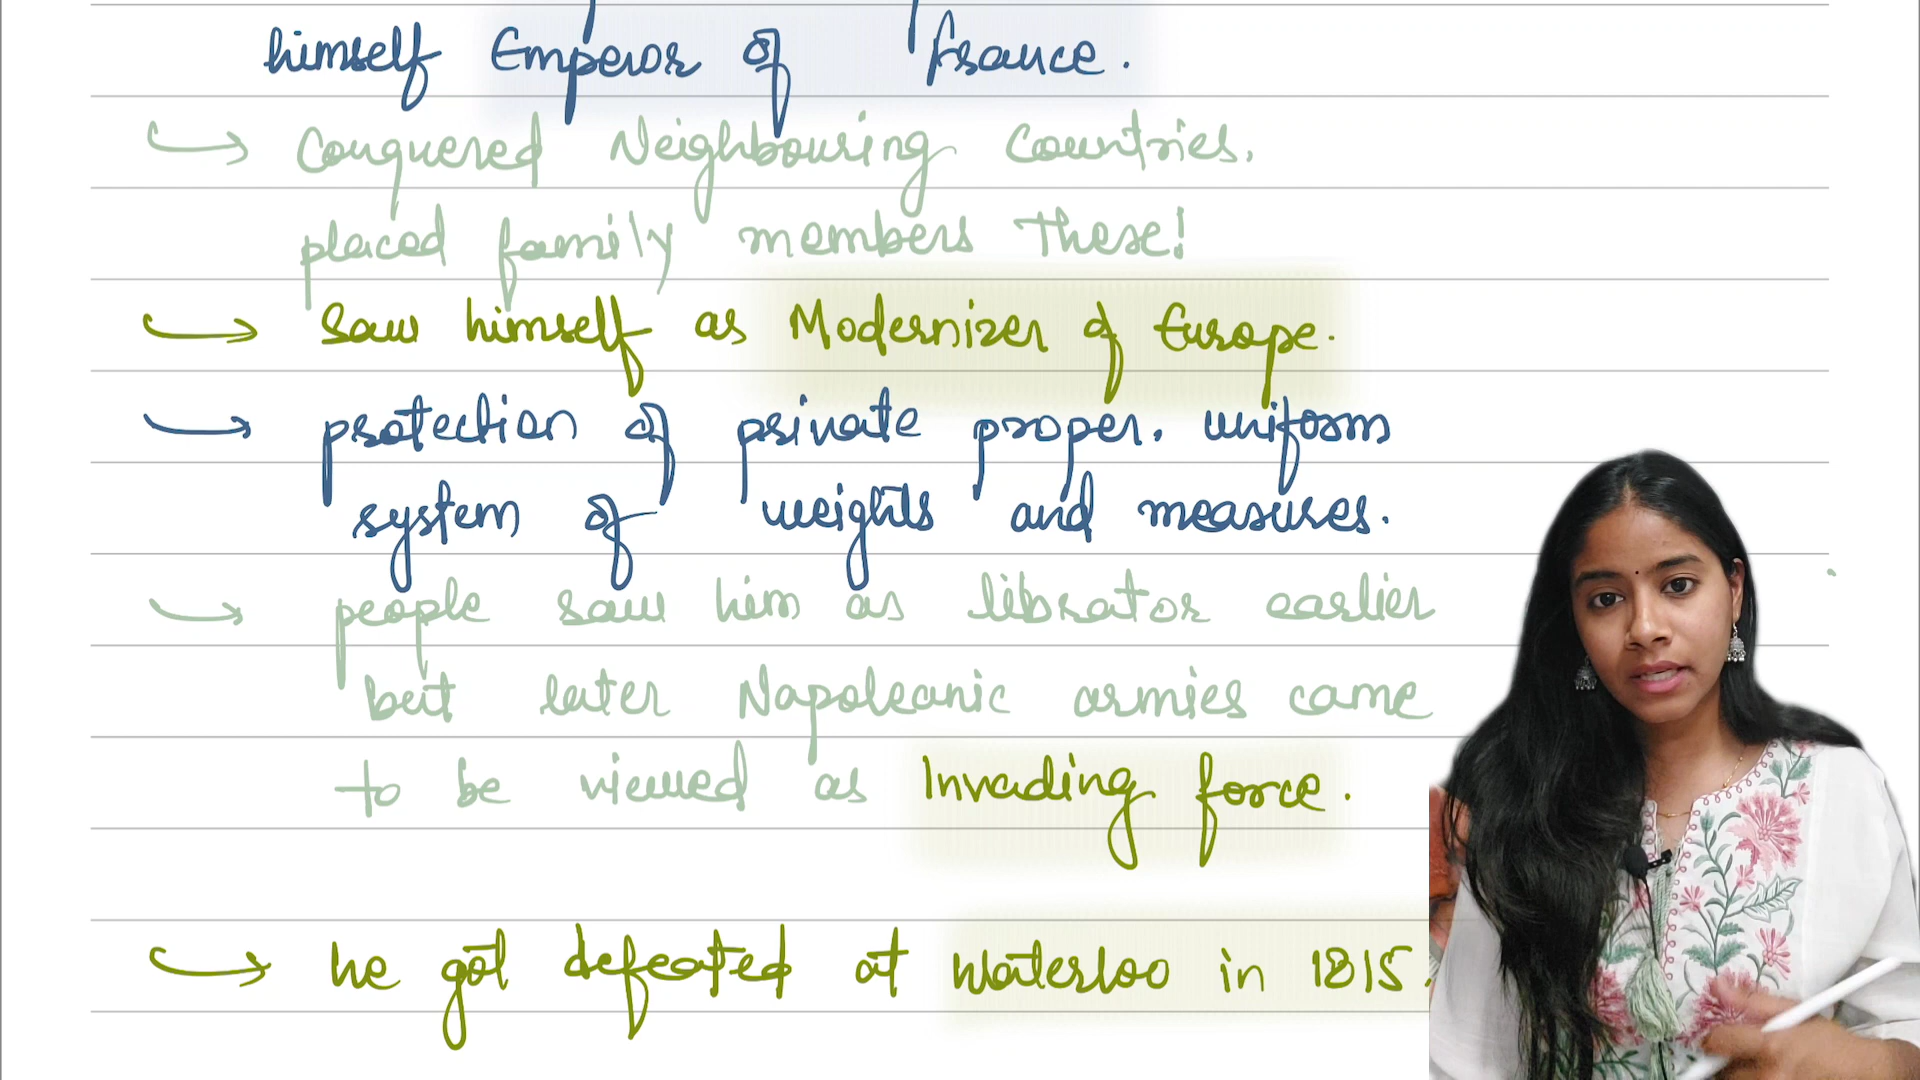 himself Emperor of france.
Conquered Neighbouring Countries.
placed family members there!
saw himself as Modernizer of Europe.
protection of private proper. uniform
system of weights and measures.
people saw him as librator earlier
but later Napoleanic armies came
to be viewed as Invading force.
he got defeated at Waterloo in 1815.